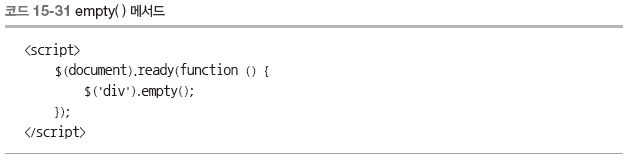 코드 15-31 empty( ) 메서드
<script>
$(document).ready(function () {
$('div').empty();
});
</script>